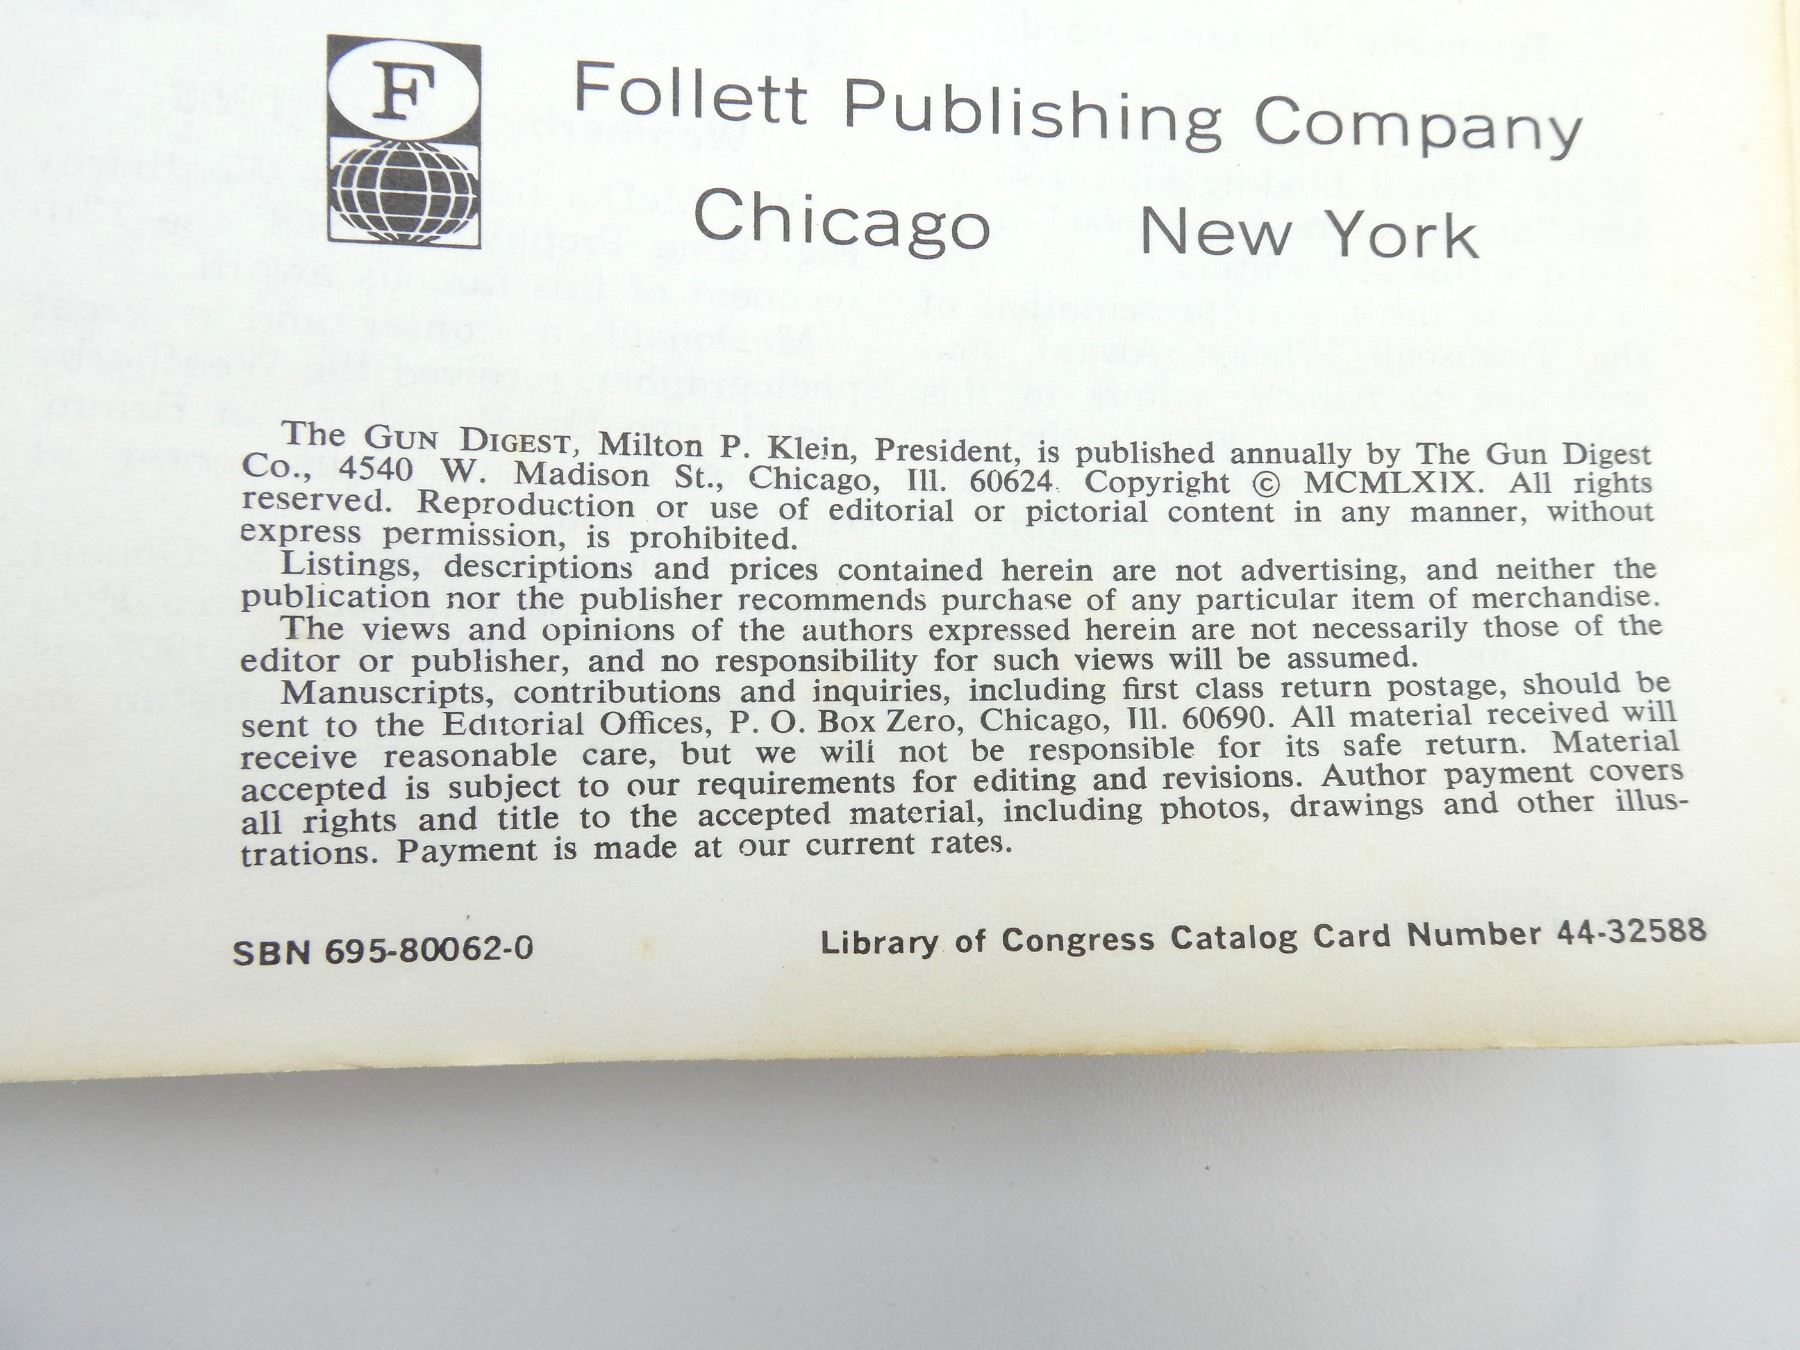 F
Follett Publishing Company
Chicago New York
The GUN DIGEST, Milton P. Klein, President, is published annually by The Gun Digest
Co., 4540 W. Madison St., Chicago, Ill. 60624. Copyright © MCMLXIX. All rights
reserved. Reproduction or use of editorial or pictorial content in any manner, without
express permission, is prohibited.
Listings, descriptions and prices contained herein are not advertising, and neither the
publication nor the publisher recommends purchase of any particular item of merchandise.
The views and opinions of the authors expressed herein are not necessarily those of the
editor or publisher, and no responsibility for such views will be assumed.
Manuscripts, contributions and inquiries, including first class return postage, should be
sent to the Editorial Offices, P. O. Box Zero, Chicago, Ill. 60690. All material received will
receive reasonable care, but we will not be responsible for its safe return. Material
accepted is subject to our requirements for editing and revisions. Author payment covers
all rights and title to the accepted material, including photos, drawings and other illus-
trations. Payment is made at our current rates.
SBN 695-80062-0
Library of Congress Catalog Card Number 44-32588